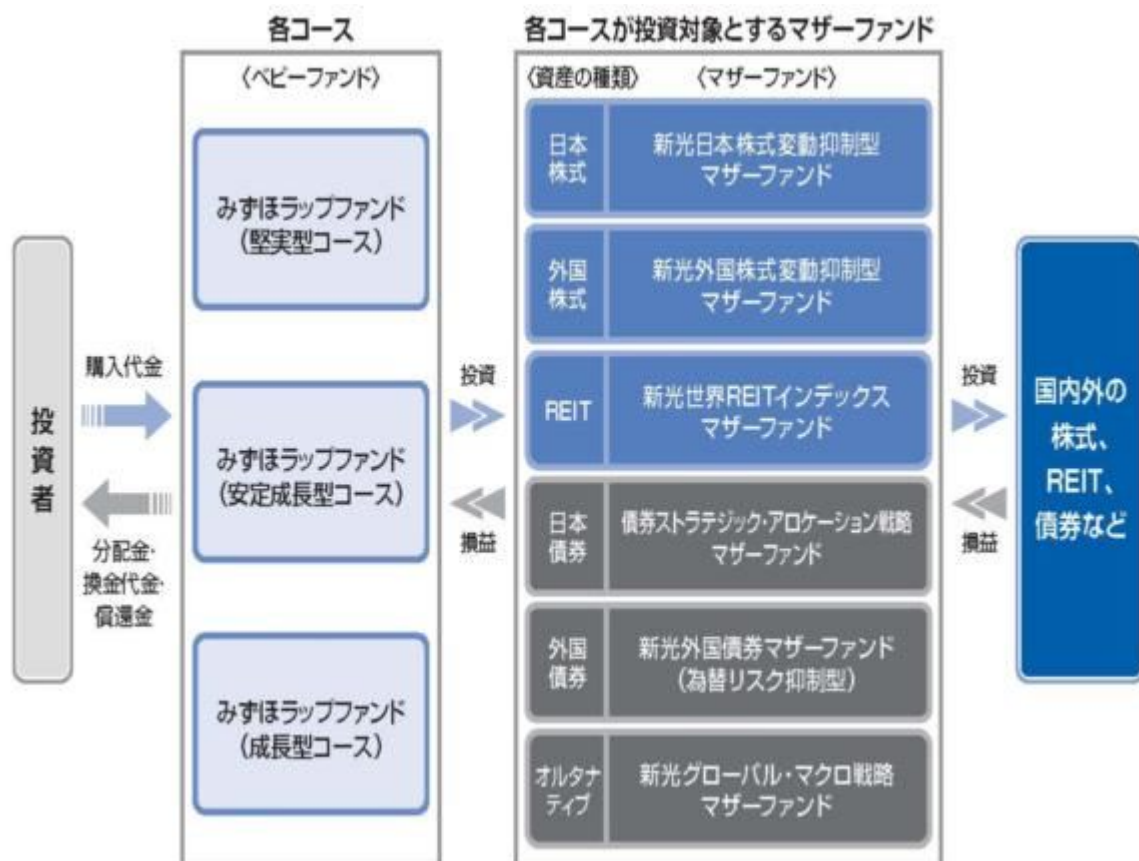 各コース
各コースが投資対象とするマザーファンド
〈ベビーファンド〉
〈資産の種類〉
〈マザーファンド〉
投資者
購入代金
分配金・
換金代金・
償還金
みずほラップファンド
(堅実型コース)
みずほラップファンド
(安定成長型コース)
みずほラップファンド
(成長型コース)
投資
損益
日本
株式
新光日本株式変動抑制型
マザーファンド
外国
株式
新光外国株式変動抑制型
マザーファンド
REIT
新光世界REITインデックス
マザーファンド
日本
債券
債券ストラテジック・アロケーション戦略
マザーファンド
外国
債券
新光外国債券マザーファンド
(為替リスク抑制型)
オルタナ
ティブ
新光グローバル・マクロ戦略
マザーファンド
投資
損益
国内外の
株式、
REIT、
債券など